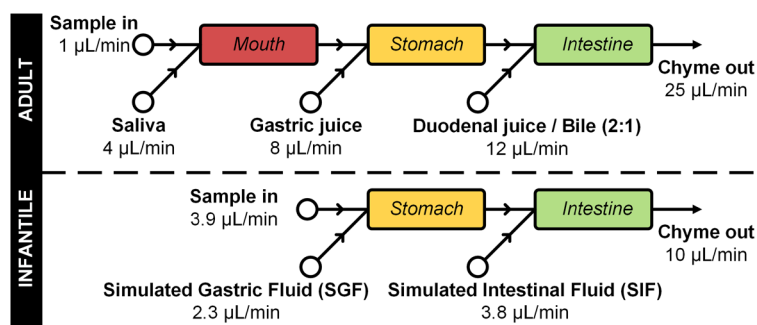 ADULT
Sample in
1 µL/min
Mouth
Stomach
Intestine
Chyme out
25 µL/min
Saliva
4 µL/min
Gastric juice
8 µL/min
Duodenal juice / Bile (2:1)
12 µL/min
INFANTILE
Sample in
3.9 µL/min
Stomach
Intestine
Chyme out
10 µL/min
Simulated Gastric Fluid (SGF)
2.3 µL/min
Simulated Intestinal Fluid (SIF)
3.8 µL/min